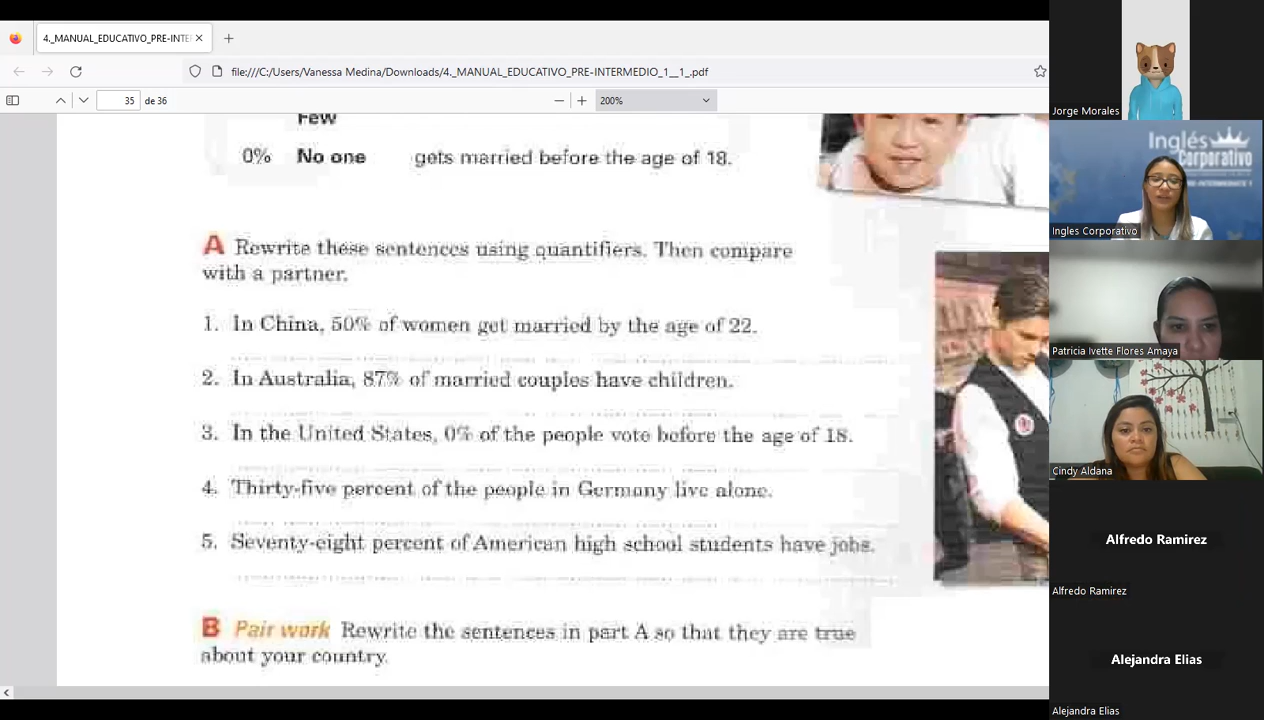 4._MANUAL_EDUCATIVO_PRE-INTE
file:///C:/Users/Vanessa Medina/Downloads/4._MANUAL_EDUCATIVO_PRE-INTERMEDIO_1__1_.pdf
35 de 36
200%
Few
0% No one gets married before the age of 18.
A Rewrite these sentences using quantifiers. Then compare
with a partner.
1. In China, 50% of women get married by the age of 22.
2. In Australia, 87% of married couples have children.
3. In the United States, 0% of the people vote before the age of 18.
4. Thirty-five percent of the people in Germany live alone.
5. Seventy-eight percent of American high school students have jobs.
B Pair work Rewrite the sentences in part A so that they are true
about your country.
Jorge Morales
Inglés
Corporativo
PRE-INTERMEDIATE 1
Ingles Corporativo
Patricia Ivette Flores Amaya
Cindy Aldana
Alfredo Ramirez
Alfredo Ramirez
Alejandra Elias
Alejandra Elias